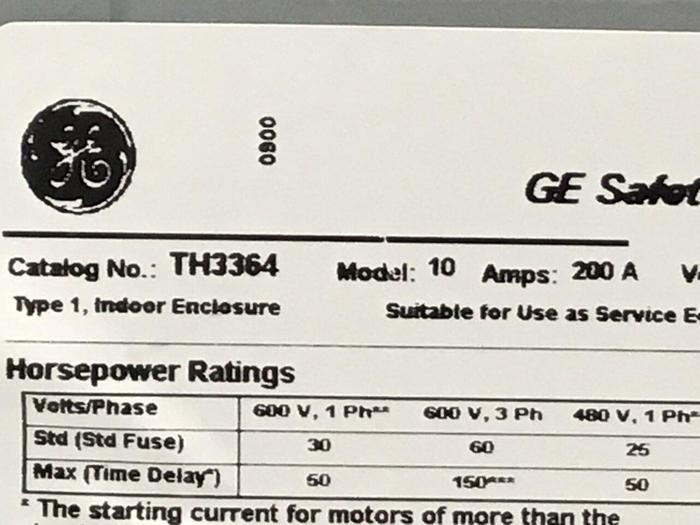 0900
GE Safet
Catalog No.: TH3364 Model: 10 Amps: 200 A V
Type 1, Indoor Enclosure Suitable for Use as Service E
Horsepower Ratings
Volts/Phase 600 V, 1 Ph** 600 V, 3 Ph 480 V, 1 Ph*
Std (Std Fuse) 30 60 25
Max (Time Delay*) 50 150*** 50
* The starting current for motors of more than the